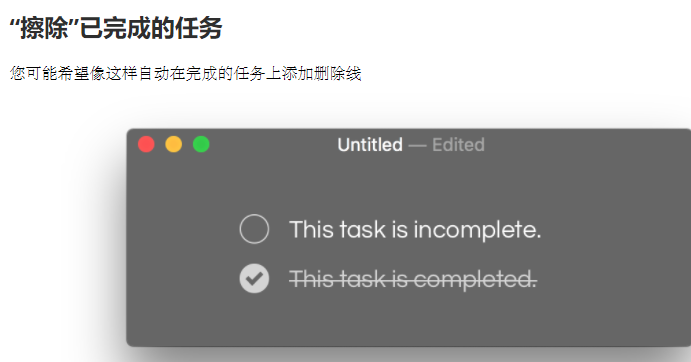 “擦除”已完成的任务
您可能希望像这样自动在完成的任务上添加删除线
Untitled — Edited
This task is incomplete.
This task is completed.